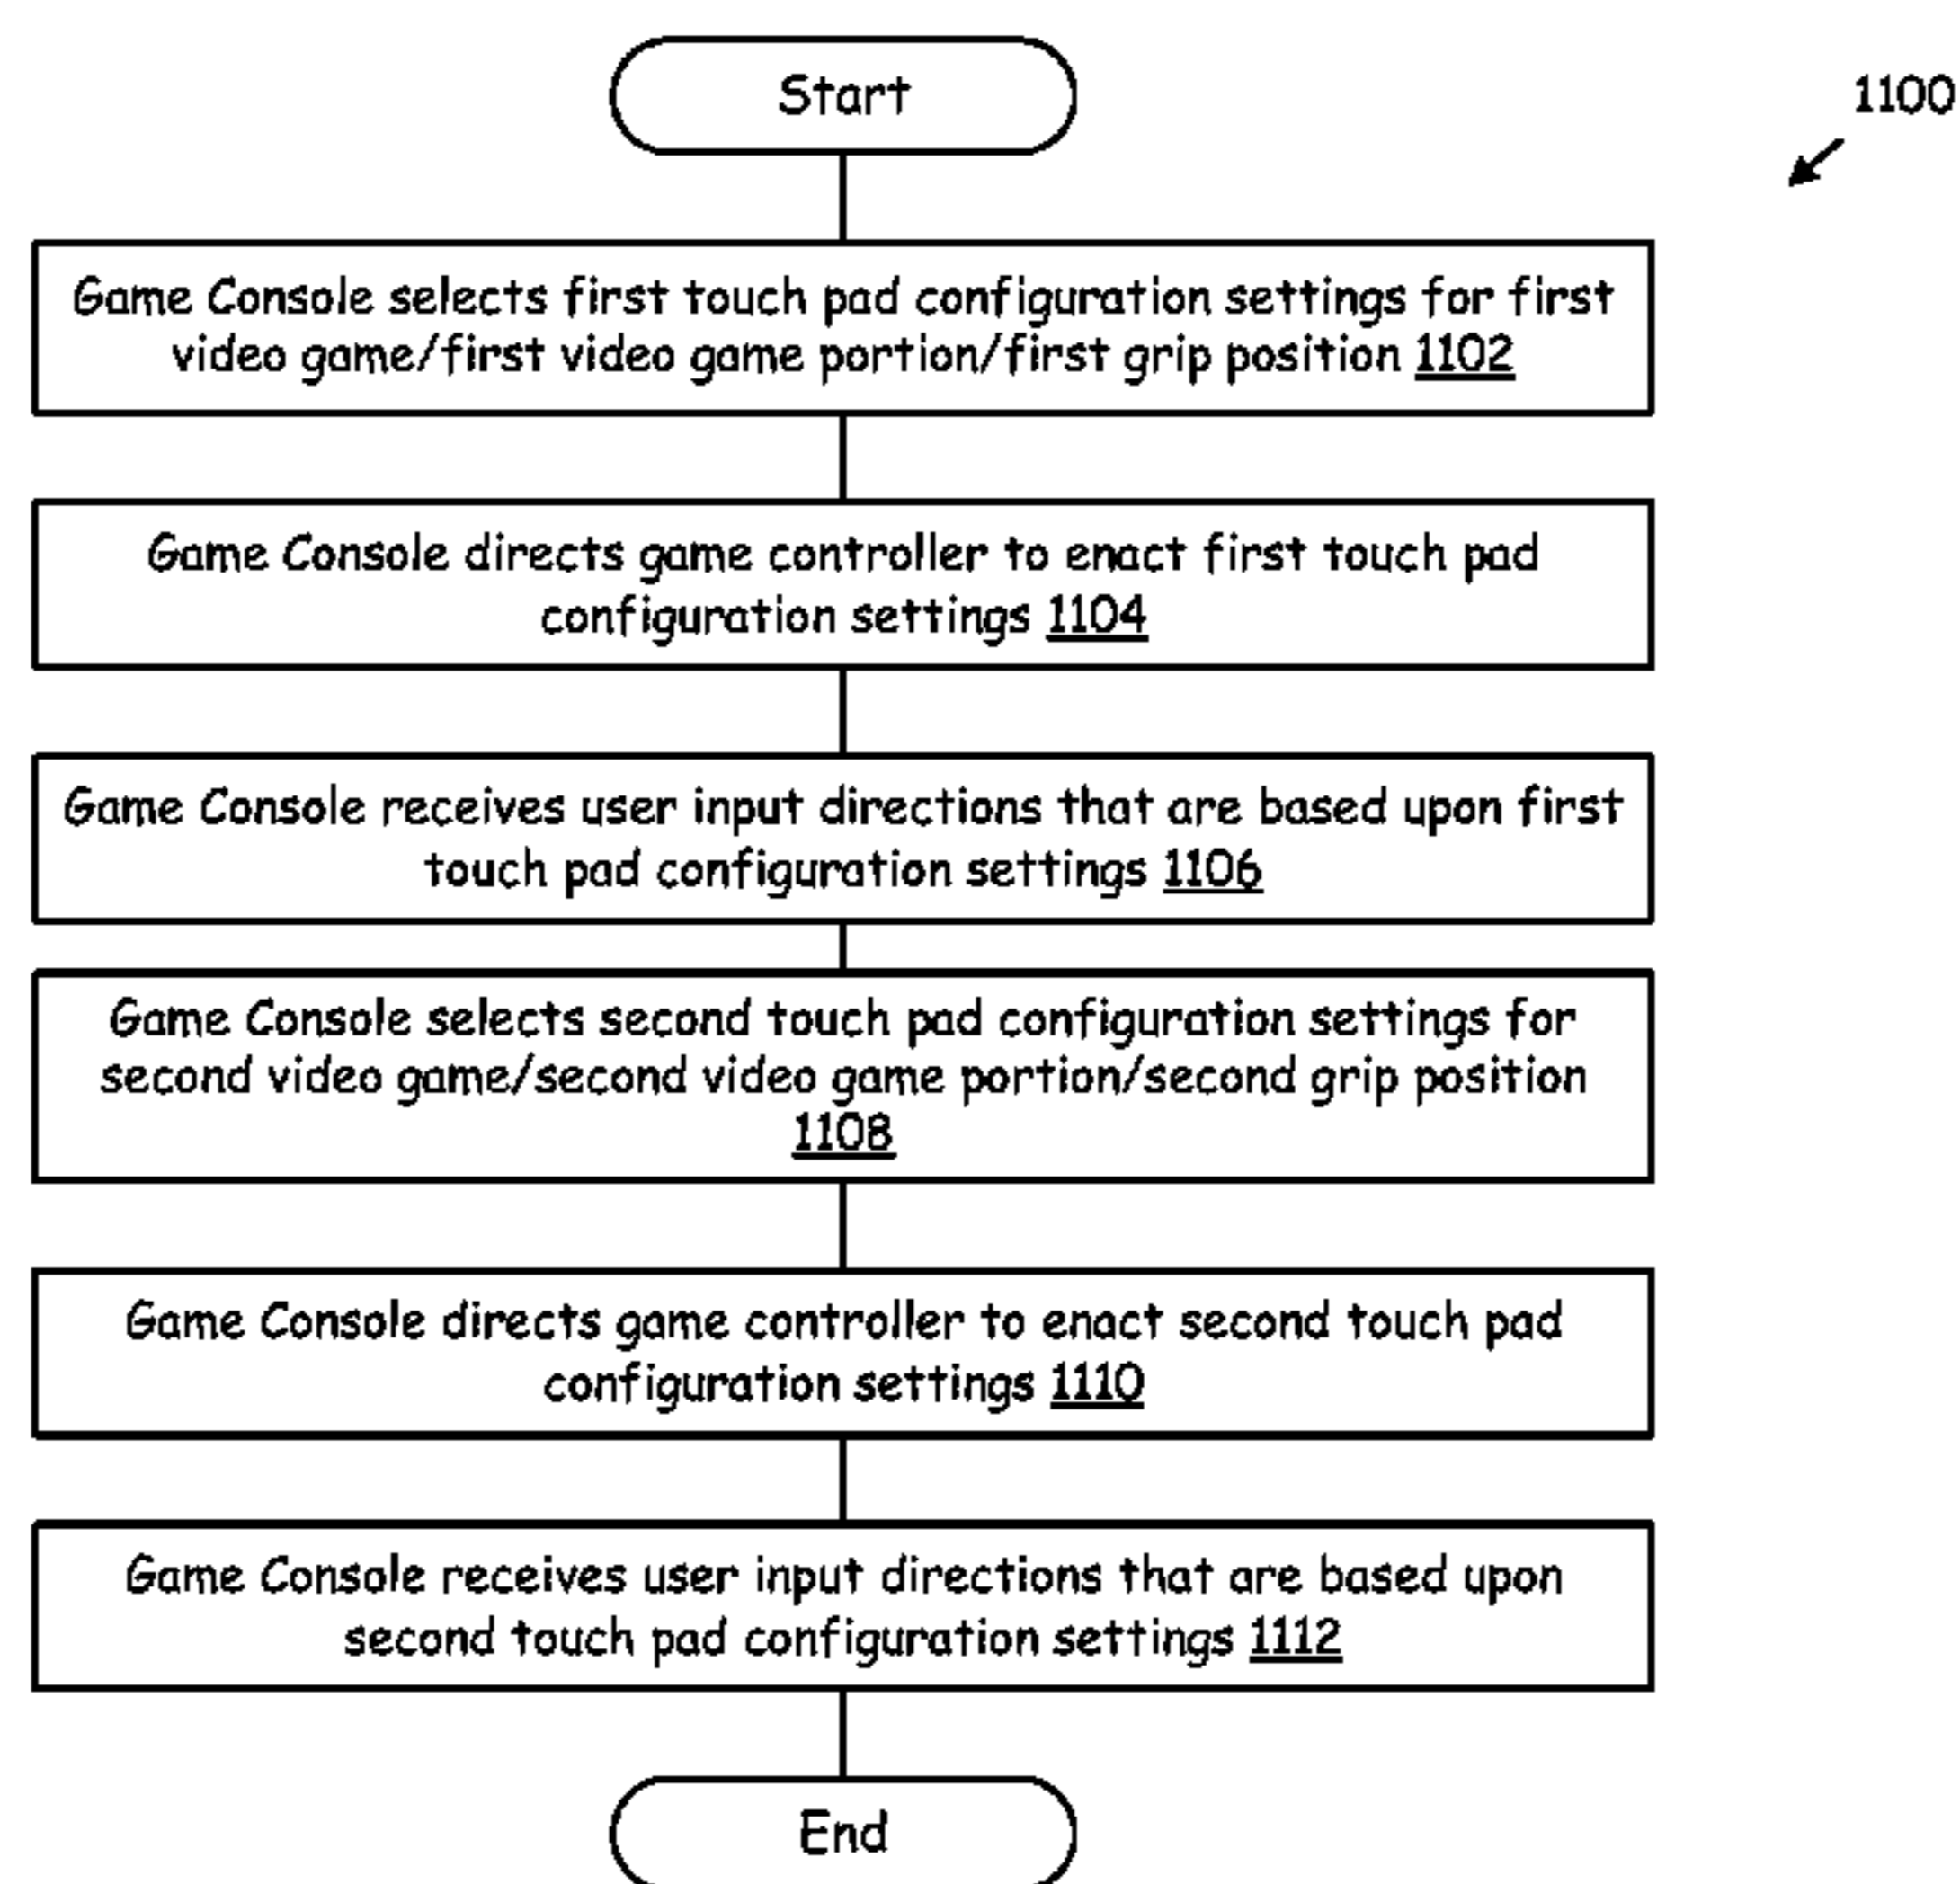 Start
1100
Game Console selects first touch pad configuration settings for first
video game/first video game portion/first grip position 1102
Game Console directs game controller to enact first touch pad
configuration settings 1104
Game Console receives user input directions that are based upon first
touch pad configuration settings 1106
Game Console selects second touch pad configuration settings for
second video game/second video game portion/second grip position
1108
Game Console directs game controller to enact second touch pad
configuration settings 1110
Game Console receives user input directions that are based upon
second touch pad configuration settings 1112
End